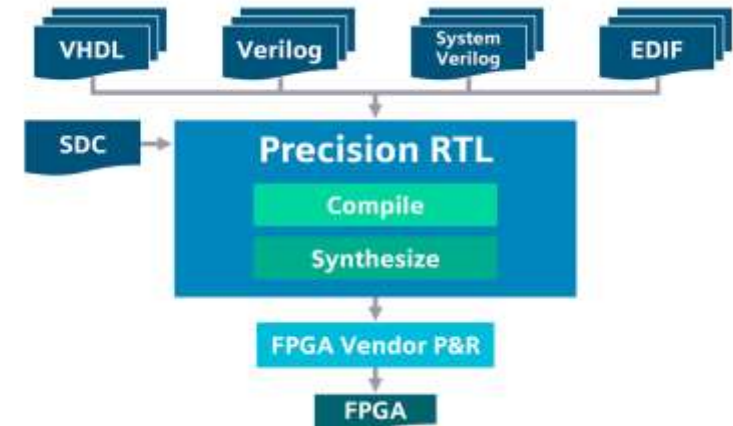 VHDL
Verilog
System
Verilog
EDIF
SDC
Precision RTL
Compile
Synthesize
FPGA Vendor P&R
FPGA